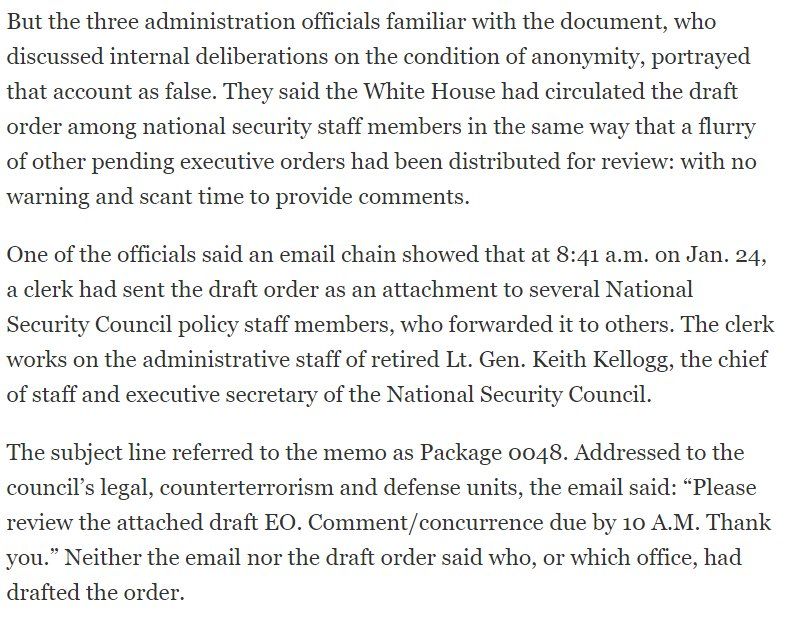 But the three administration officials familiar with the document, who
discussed internal deliberations on the condition of anonymity, portrayed
that account as false. They said the White House had circulated the draft
order among national security staff members in the same way that a flurry
of other pending executive orders had been distributed for review: with no
warning and scant time to provide comments.
One of the officials said an email chain showed that at 8:41 a.m. on Jan. 24,
a clerk had sent the draft order as an attachment to several National
Security Council policy staff members, who forwarded it to others. The clerk
works on the administrative staff of retired Lt. Gen. Keith Kellogg, the chief
of staff and executive secretary of the National Security Council.
The subject line referred to the memo as Package 0048. Addressed to the
council’s legal, counterterrorism and defense units, the email said: “Please
review the attached draft EO. Comment/concurrence due by 10 A.M. Thank
you.” Neither the email nor the draft order said who, or which office, had
drafted the order.